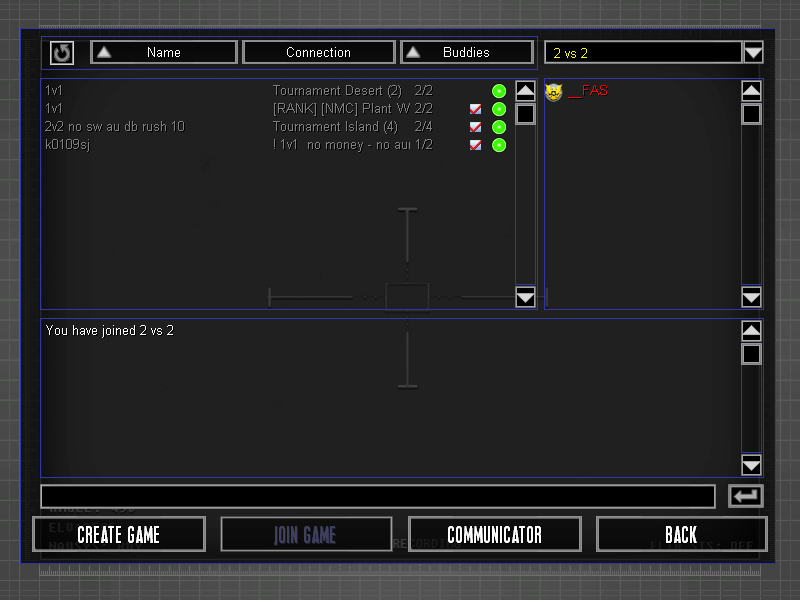 Name Connection Buddies 2 vs 2
1v1 Tournament Desert (2) 2/2 __FAS
1v1 [RANK] [NMC] Plant W 2/2
2v2 no sw au db rush 10 Tournament Island (4) 2/4
k0109sj ! 1v1 no money - no au 1/2
You have joined 2 vs 2
CREATE GAME JOIN GAME COMMUNICATOR BACK